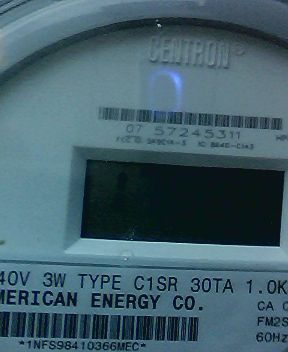 CENTRON®
07 57245311
40V 3W TYPE C1SR 30TA 1.0K
MERICAN ENERGY CO.
CA
FM2S
60Hz
*1NFS98410366MEC*